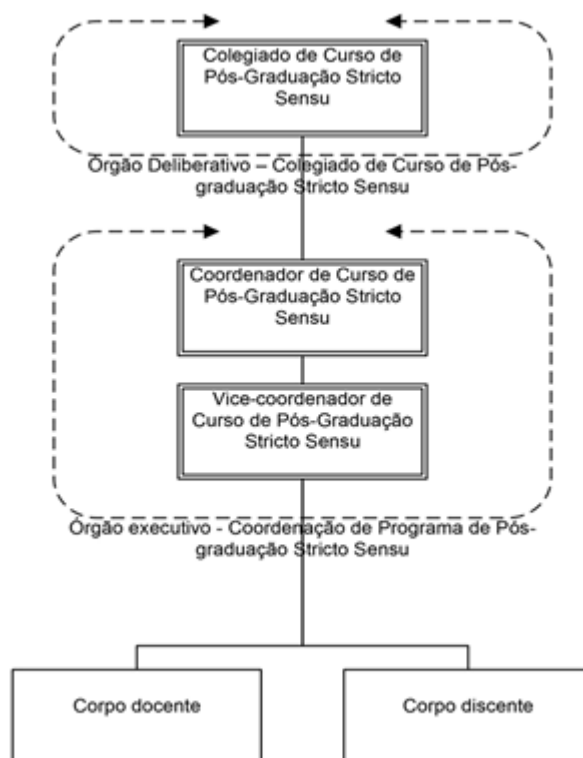 Colegiado de Curso de
Pós-Graduação Stricto
Sensu
Órgão Deliberativo – Colegiado de Curso de Pós-
graduação Stricto Sensu
Coordenador de Curso de
Pós-Graduação Stricto
Sensu
Vice-coordenador de
Curso de Pós-Graduação
Stricto Sensu
Órgão executivo - Coordenação de Programa de Pós-
graduação Stricto Sensu
Corpo docente
Corpo discente